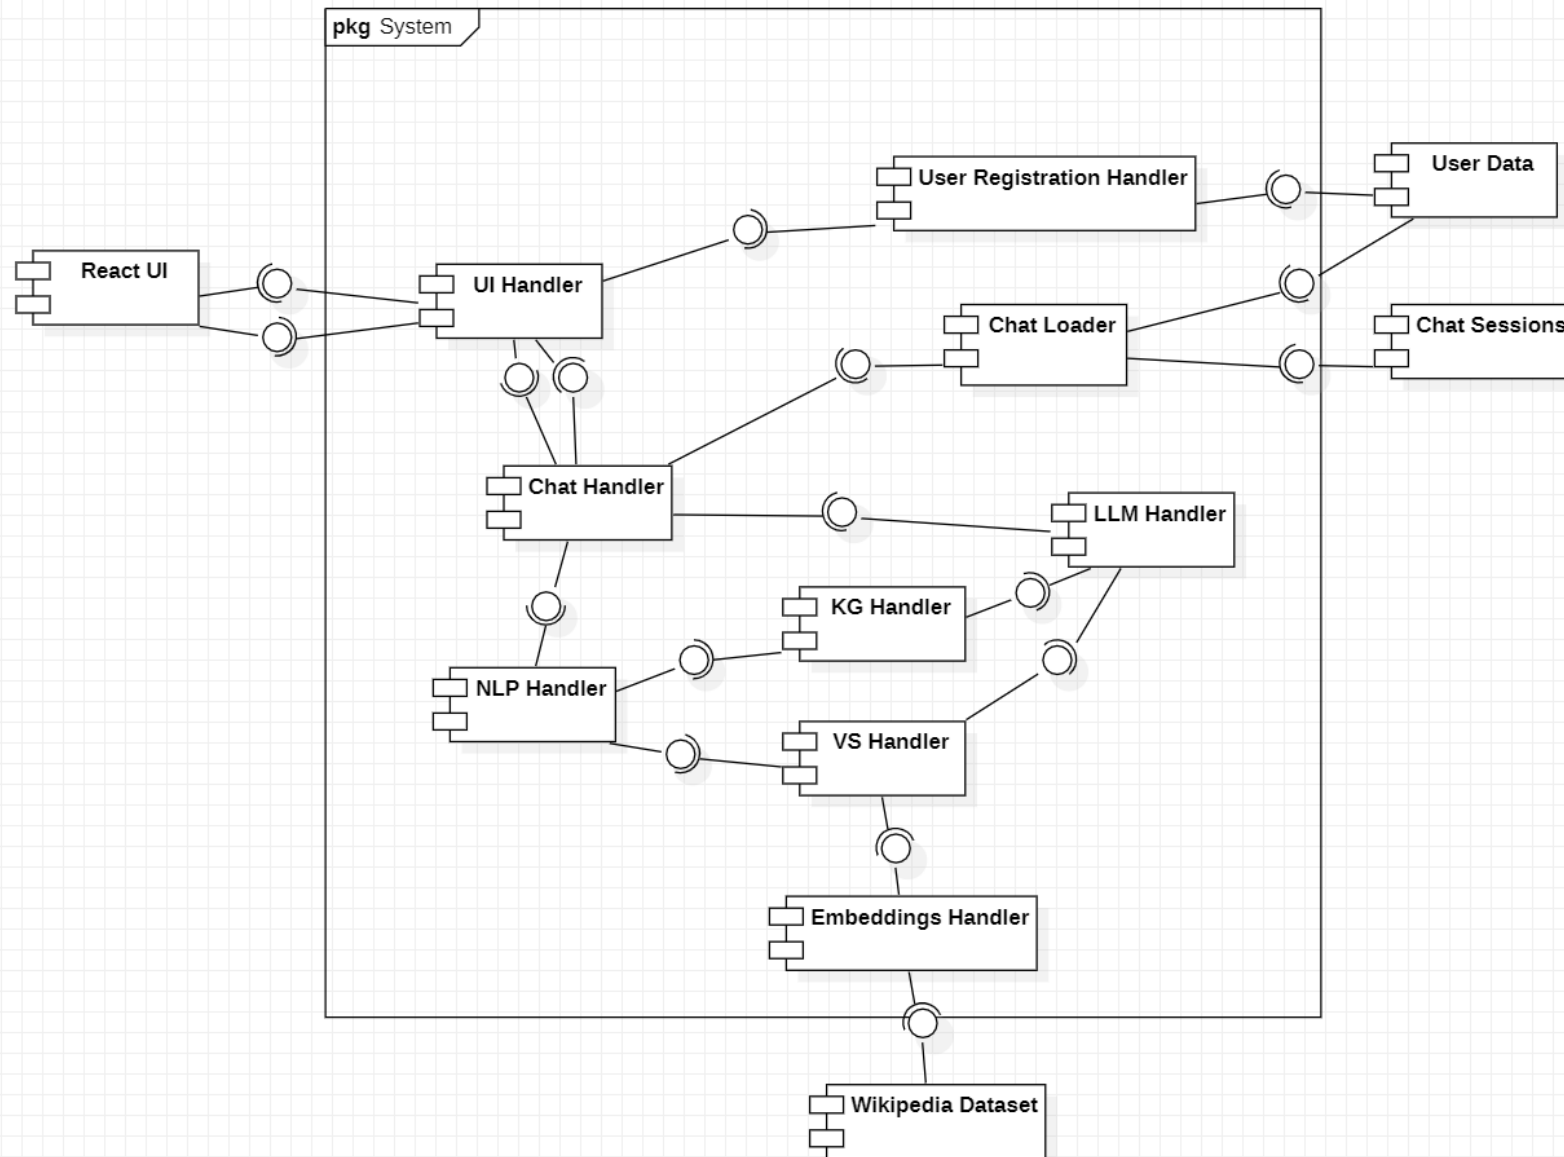 pkg System
User Data
User Registration Handler
React UI
UI Handler
Chat Loader
Chat Sessions
Chat Handler
LLM Handler
KG Handler
NLP Handler
VS Handler
Embeddings Handler
Wikipedia Dataset